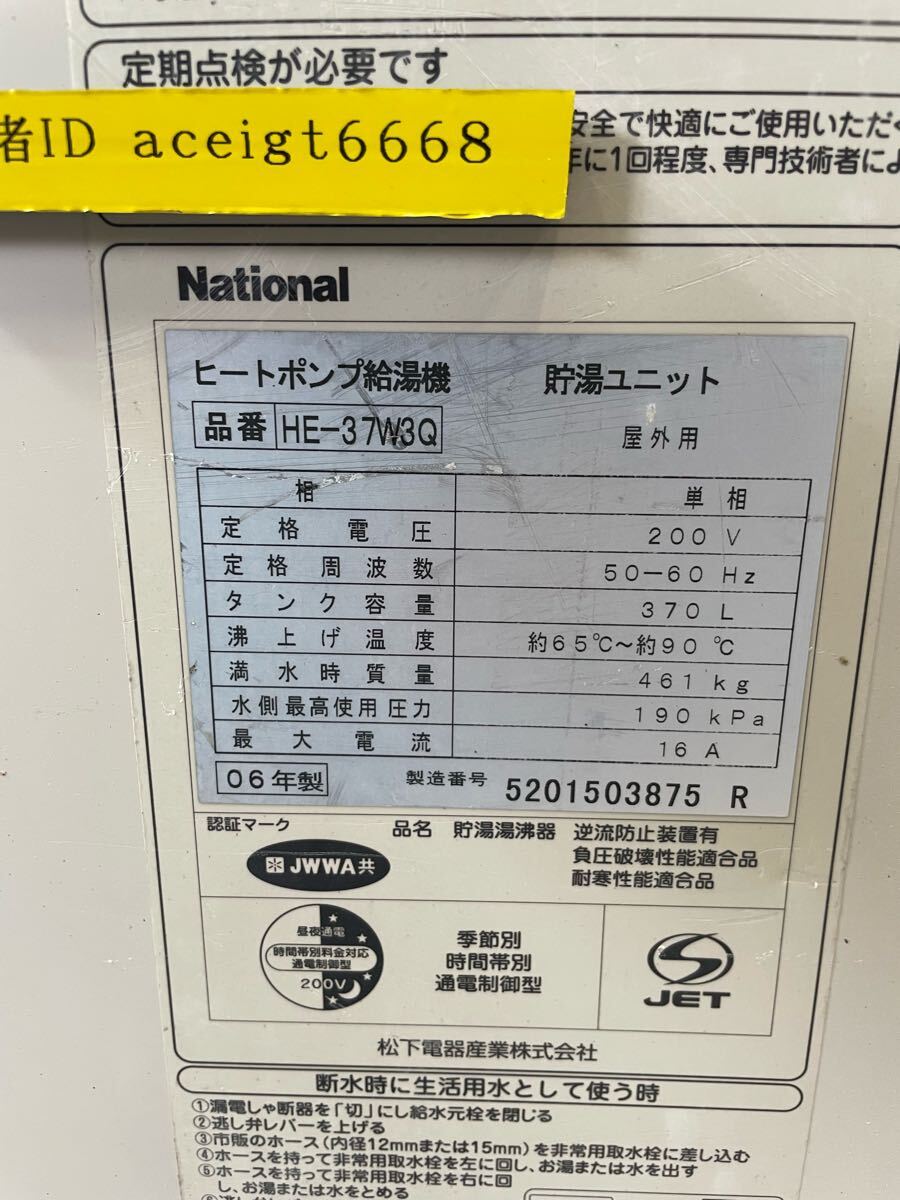 定期点検が必要です
者ID aceigt6668
安全で快適にご使用いただく
年に1回程度、専門技術者によ
National
ヒートポンプ給湯機 貯湯ユニット
品番 HE-37W3Q 屋外用
相 単相
定格電圧 200 V
定格周波数 50-60 Hz
タンク容量 370 L
沸上げ温度 約65℃~約90℃
満水時質量 461 kg
水側最高使用圧力 190 kPa
最大電流 16 A
06年製 製造番号 5201503875 R
認証マーク 品名 貯湯湯沸器 逆流防止装置有
負圧破壊性能適合品
耐寒性能適合品
JWWA共
昼夜通電
時間帯別料金対応
通電制御型
200V
季節別
時間帯別
通電制御型
JET
松下電器産業株式会社
断水時に生活用水として使う時
①漏電しゃ断器を「切」にし給水元栓を閉じる
②逃し弁レバーを上げる
③市販のホース(内径12mmまたは15mm)を非常用取水栓に差し込む
④ホースを持って非常用取水栓を左に回し、お湯または水を出す
⑤ホースを持って非常用取水栓を右に回
し、お湯または水をとめる